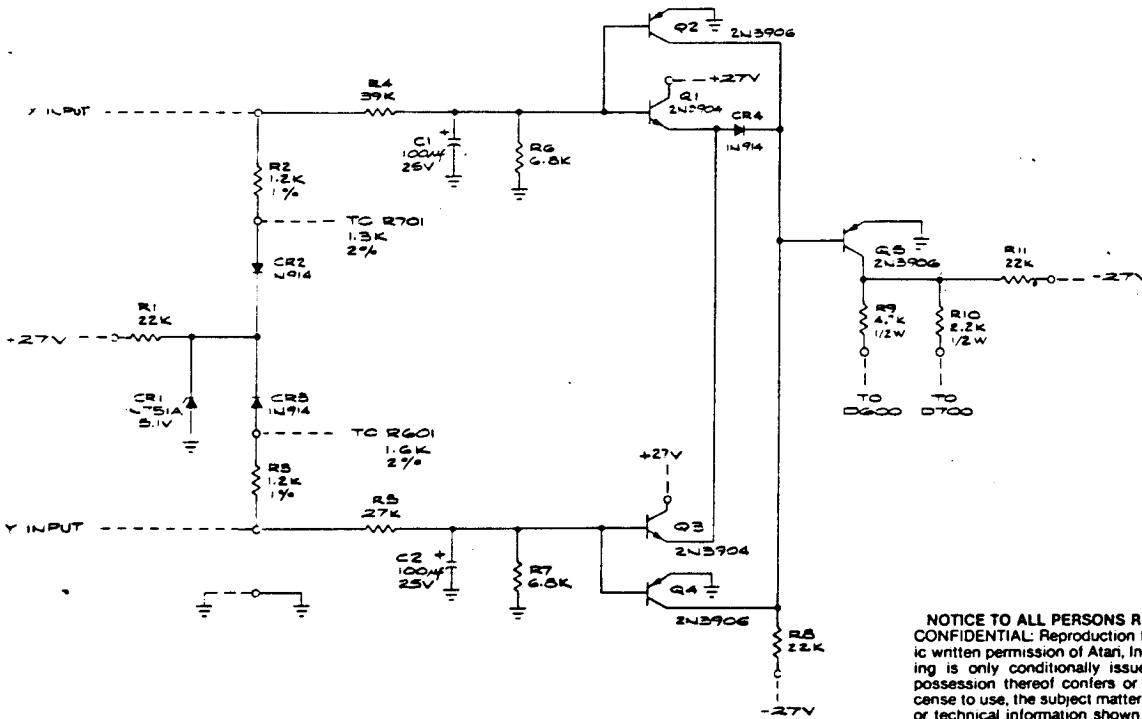 Q2
2N3906
+27V
R4
39K
Q1
2N3904
CR4
1N914
INPUT
C1
100µf
25V
R6
6.8K
R2
1.2K
1%
TO R701
1.3K
2%
CR2
1N914
2N3906
R11
22K
-27V
R1
22K
+27V
R9
1/2W
R10
2.2K
1/2W
TO
D600
TO
D700
CR1
5.1V
CR3
1N914
TO R601
1.6K
2%
1.2K
1%
+27V
Y INPUT
R5
27K
Q3
2N3904
C2
100µf
25V
R7
6.8K
Q4
2N3906
R8
22K
-27V
NOTICE TO ALL PERSONS R
CONFIDENTIAL: Reproduction
ic written permission of Atari, In
ing is only conditionally issue
possession thereof confers or
cense to use, the subject matter
or technical information shown